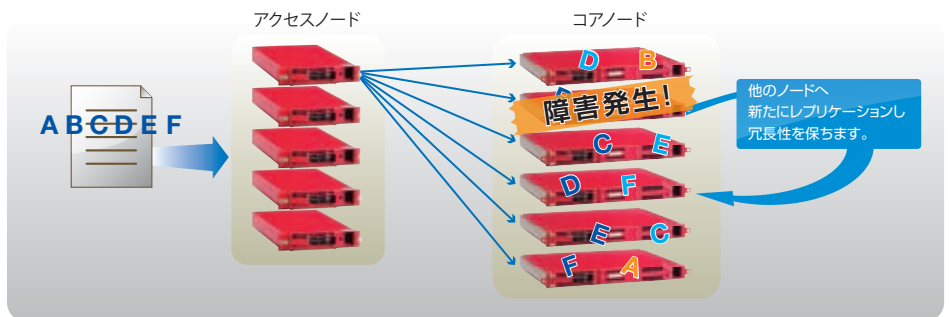 アクセスノード
コアノード
A B C D E F
D B
障害発生!
C E
D F
E C
F A
他のノードへ
新たにレプリケーションし
冗長性を保ちます。